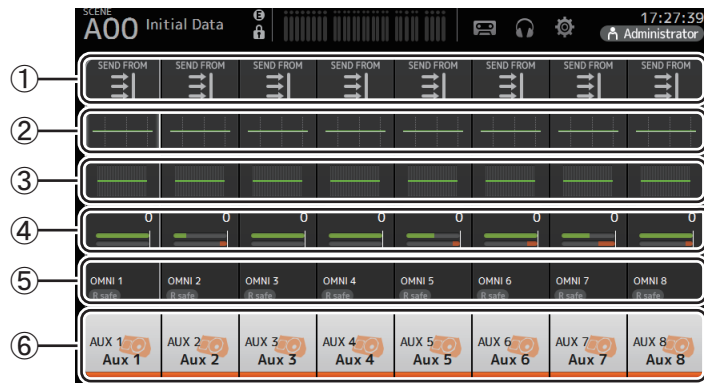 SCENE
A00 Initial Data E 17:27:39
Administrator
① SEND FROM SEND FROM SEND FROM SEND FROM SEND FROM SEND FROM SEND FROM SEND FROM
②
③
④ 0 0 0 0 0 0 0 0
⑤ OMNI 1 OMNI 2 OMNI 3 OMNI 4 OMNI 5 OMNI 6 OMNI 7 OMNI 8
R safe R safe R safe R safe R safe R safe R safe R safe
⑥ AUX 1 AUX 2 AUX 3 AUX 4 AUX 5 AUX 6 AUX 7 AUX 8
Aux 1 Aux 2 Aux 3 Aux 4 Aux 5 Aux 6 Aux 7 Aux 8